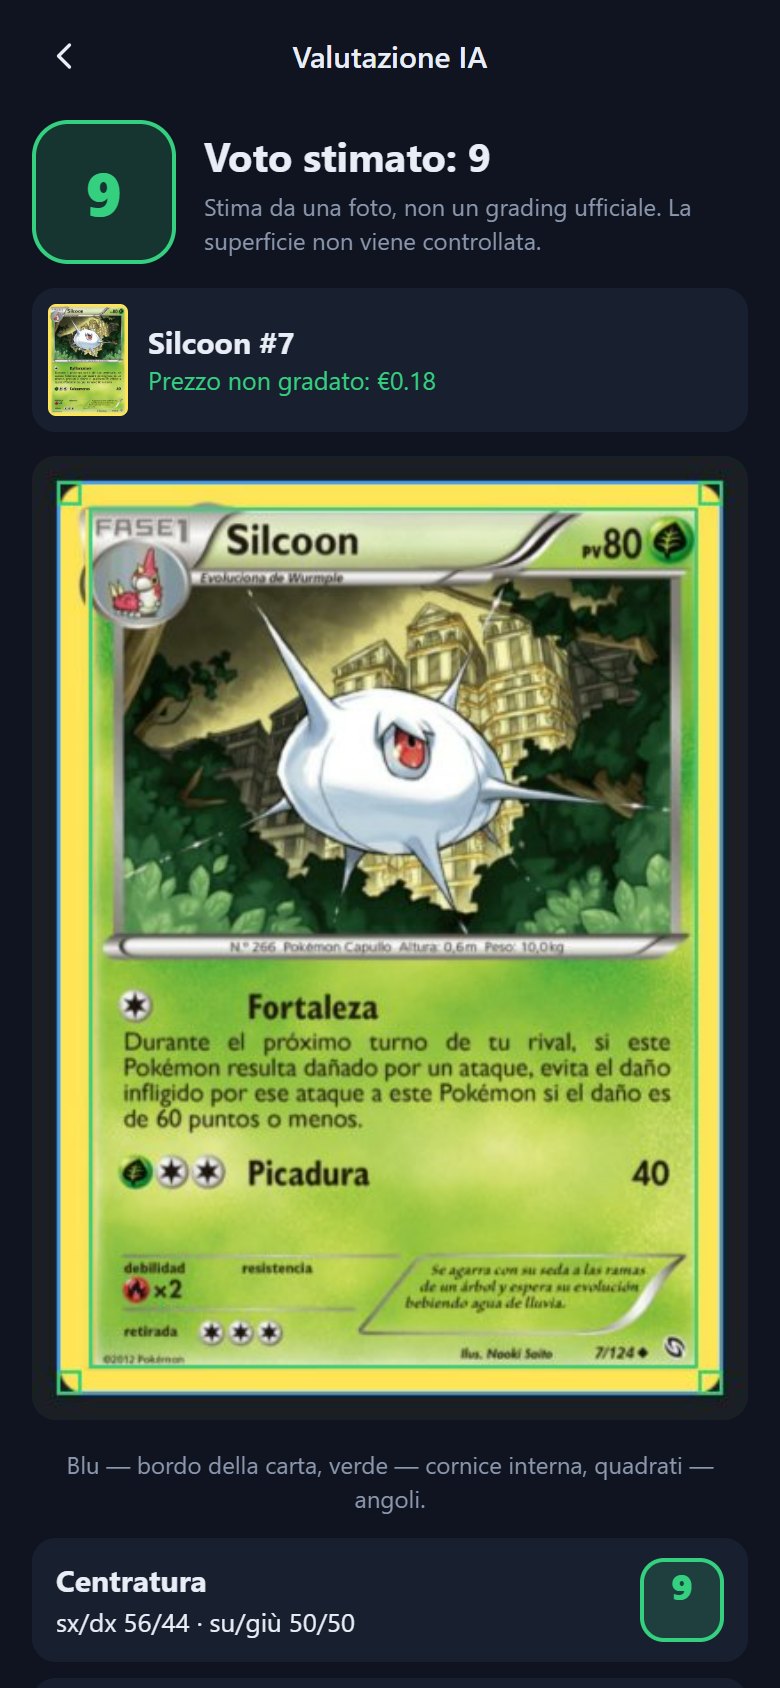 Valutazione IA
9
Voto stimato: 9
Stima da una foto, non un grading ufficiale. La
superficie non viene controllata.
Silcoon #7
Prezzo non gradato: €0.18
FASE1
Silcoon
PV80
Evoluciona de Wurmple
N.º 266 Pokémon Capullo Altura: 0,6m Peso: 10,0kg
Fortaleza
Durante el próximo turno de tu rival, si este
Pokémon resulta dañado por un ataque, evita el daño
infligido por ese ataque a este Pokémon si el daño es
de 60 puntos o menos.
Picadura 40
debilidad resistencia
x2
Se agarra con su seda a las ramas
de un árbol y espera su evolución
bebiendo agua de lluvia.
retirada
©2012 Pokémon
Ilus. Naoki Saito 7/124
Blu — bordo della carta, verde — cornice interna, quadrati —
angoli.
Centratura
sx/dx 56/44 · su/giù 50/50
9